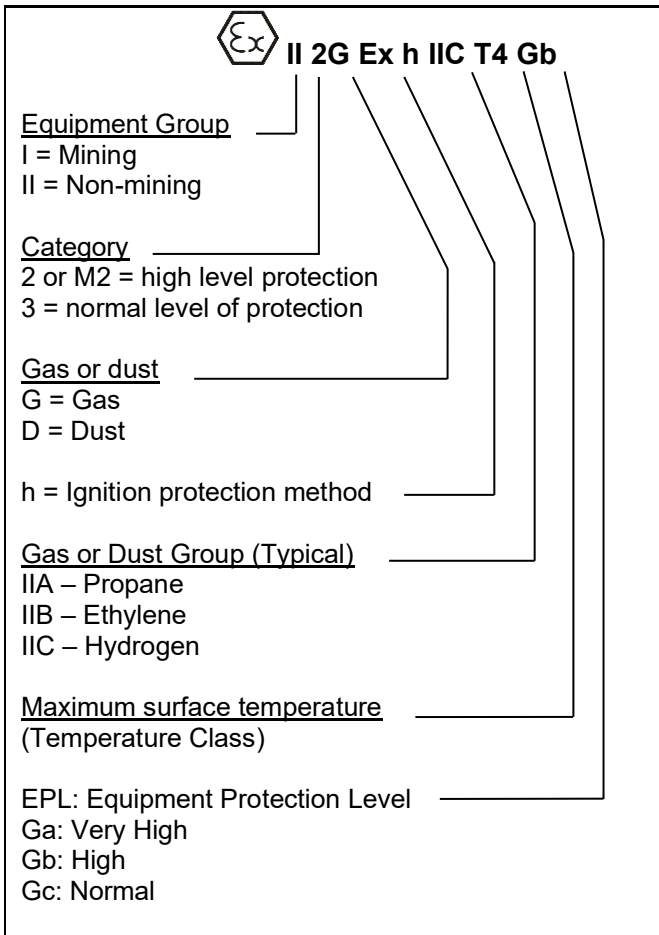 Ex II 2G Ex h IIC T4 Gb
Equipment Group
I = Mining
II = Non-mining
Category
2 or M2 = high level protection
3 = normal level of protection
Gas or dust
G = Gas
D = Dust
h = Ignition protection method
Gas or Dust Group (Typical)
IIA – Propane
IIB – Ethylene
IIC – Hydrogen
Maximum surface temperature
(Temperature Class)
EPL: Equipment Protection Level
Ga: Very High
Gb: High
Gc: Normal